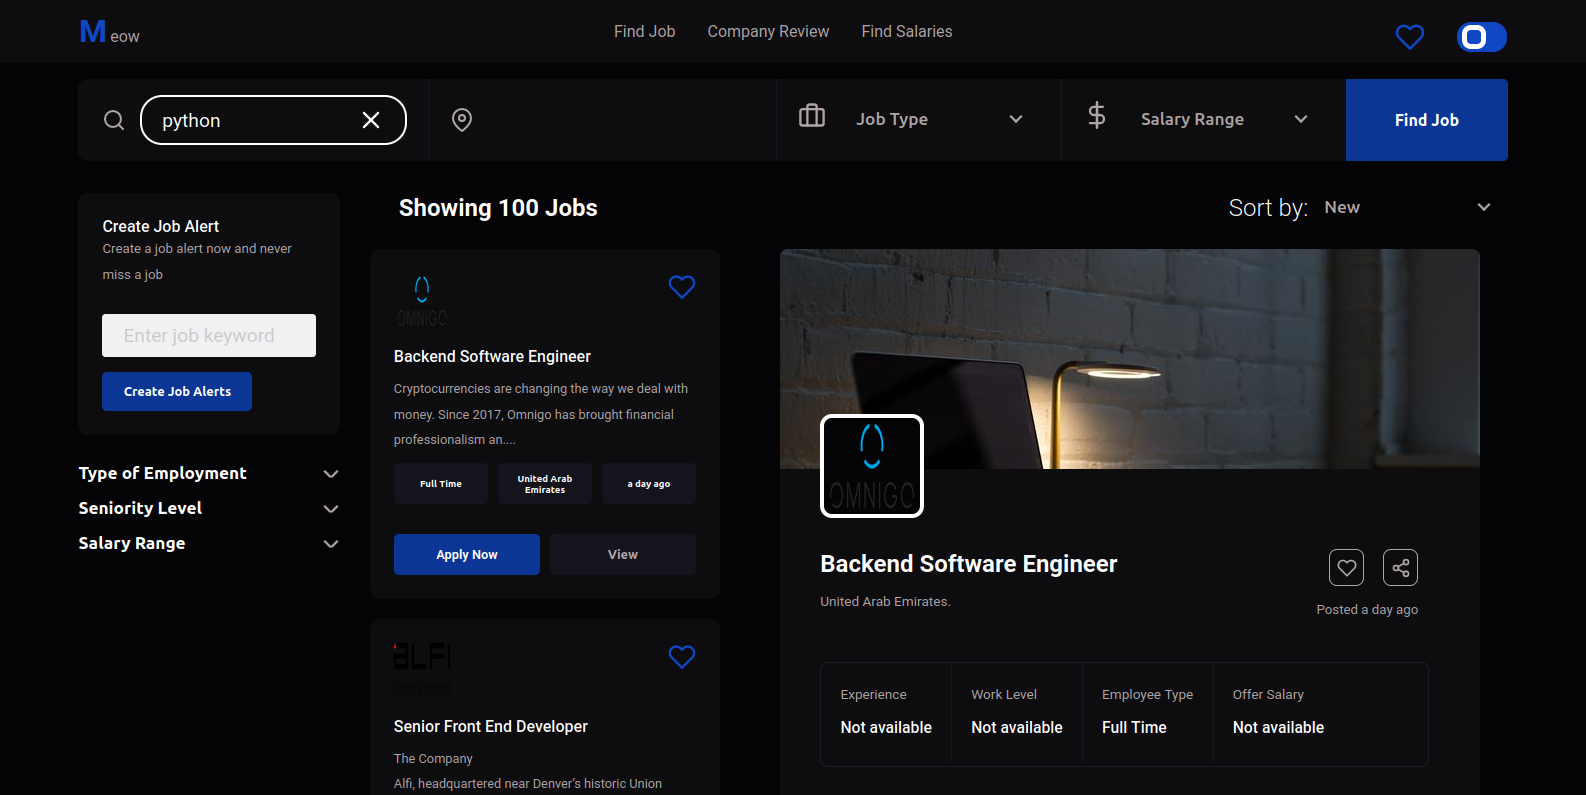 M eow
Find Job
Company Review
Find Salaries
python
Job Type
Salary Range
Find Job
Create Job Alert
Create a job alert now and never
miss a job
Enter job keyword
Create Job Alerts
Type of Employment
Seniority Level
Salary Range
Showing 100 Jobs
Sort by:
New
OMNIGO
Backend Software Engineer
Cryptocurrencies are changing the way we deal with
money. Since 2017, Omnigo has brought financial
professionalism an....
Full Time
United Arab
Emirates
a day ago
Apply Now
View
ALFI
Senior Front End Developer
The Company
Alfi, headquartered near Denver's historic Union
OMNIGO
Backend Software Engineer
United Arab Emirates.
Posted a day ago
Experience
Not available
Work Level
Not available
Employee Type
Full Time
Offer Salary
Not available